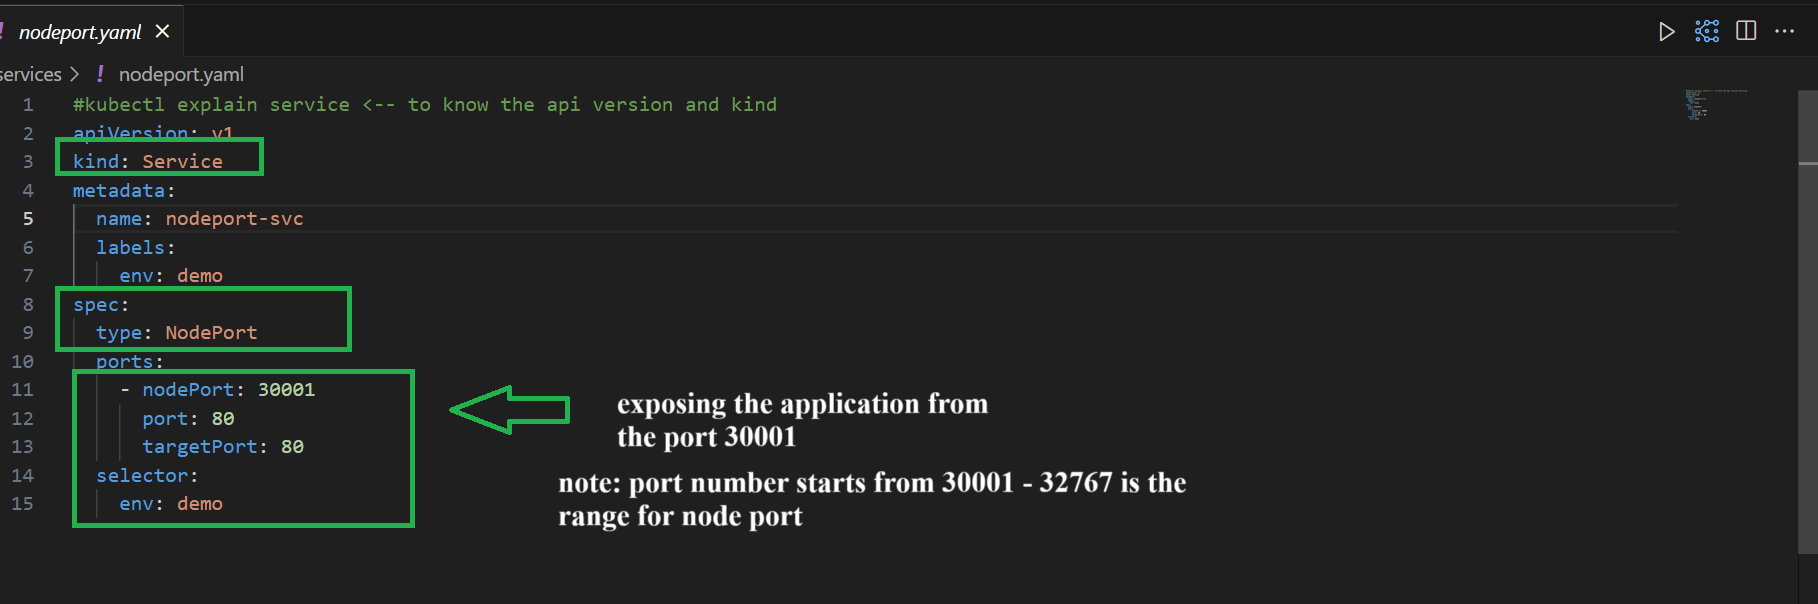 ! nodeport.yaml
services > ! nodeport.yaml
1 #kubectl explain service <-- to know the api version and kind
2 apiVersion: v1
3 kind: Service
4 metadata:
5 name: nodeport-svc
6 labels:
7 env: demo
8 spec:
9 type: NodePort
10 ports:
11 - nodePort: 30001
12 port: 80
13 targetPort: 80
14 selector:
15 env: demo
exposing the application from
the port 30001
note: port number starts from 30001 - 32767 is the
range for node port